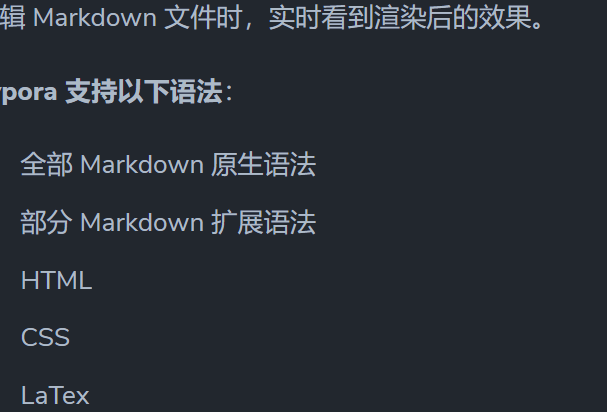 辑 Markdown 文件时，实时看到渲染后的效果。
ypora 支持以下语法：
全部 Markdown 原生语法
部分 Markdown 扩展语法
HTML
CSS
LaTex